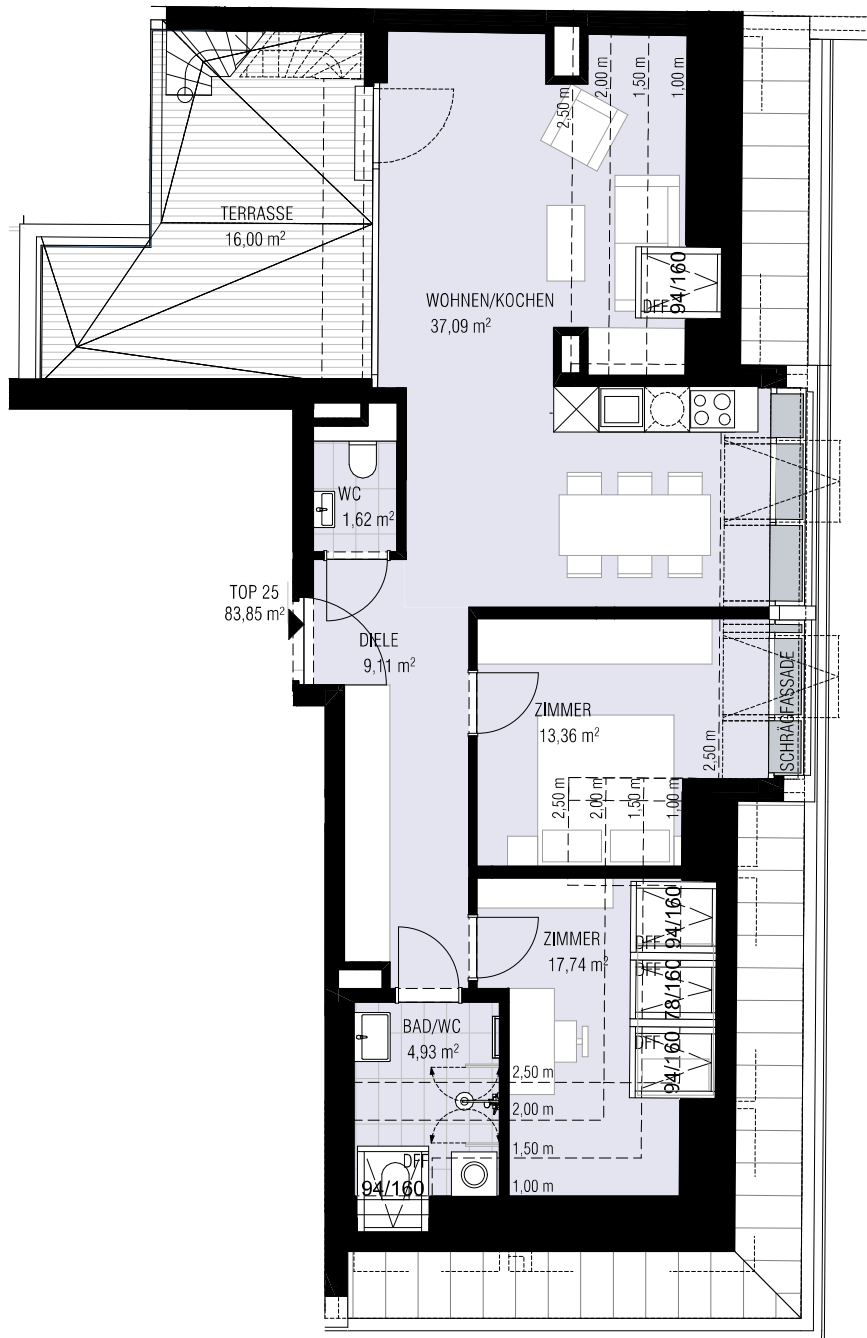 2,50 m
2,00 m
1,50 m
1,00 m
TERRASSE
16,00 m²
WOHNEN/KOCHEN
37,09 m²
DFF
94/160
WC
1,62 m²
TOP 25
83,85 m²
DIELE
9,11 m²
ZIMMER
13,36 m²
SCHRÄGFASSADE
2,50 m
2,50 m
2,00 m
1,50 m
1,00 m
ZIMMER
17,74 m²
DFF
94/160
DFF
78/160
DFF
94/160
BAD/WC
4,93 m²
2,50 m
2,00 m
1,50 m
1,00 m
DFF
94/160